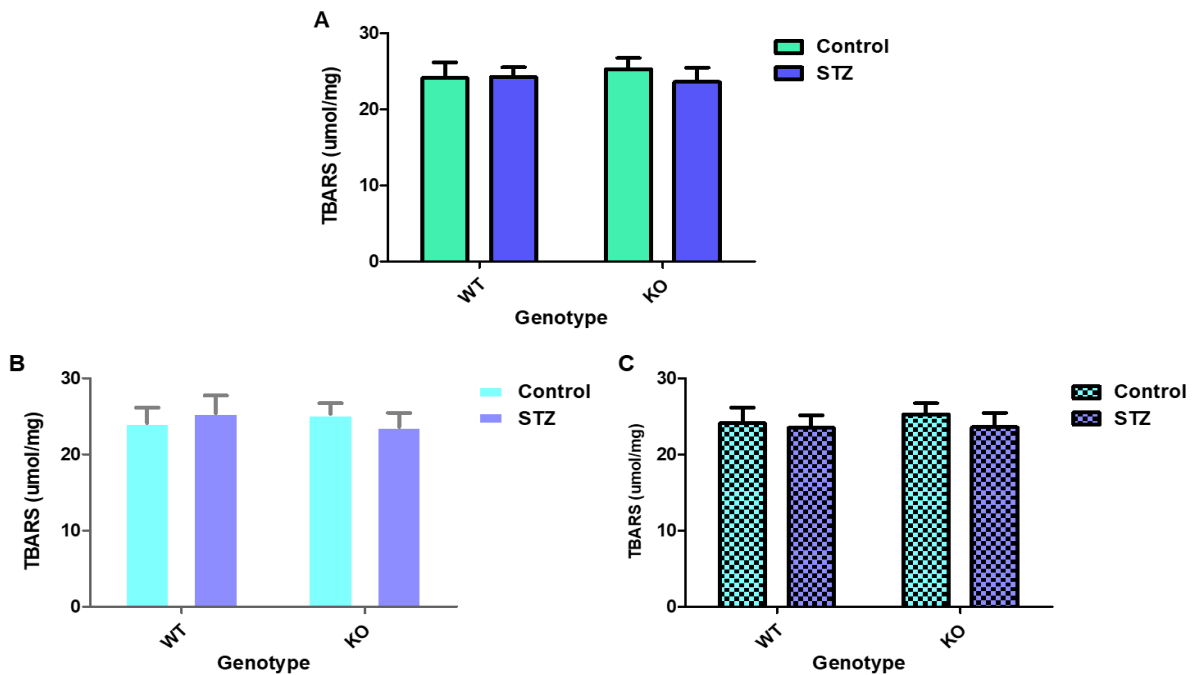 A
TBARS (umol/mg)
30
20
10
0
WT
KO
Genotype
Control
STZ
B
TBARS (umol/mg)
30
20
10
0
WT
KO
Genotype
Control
STZ
C
TBARS (umol/mg)
30
20
10
0
WT
KO
Genotype
Control
STZ